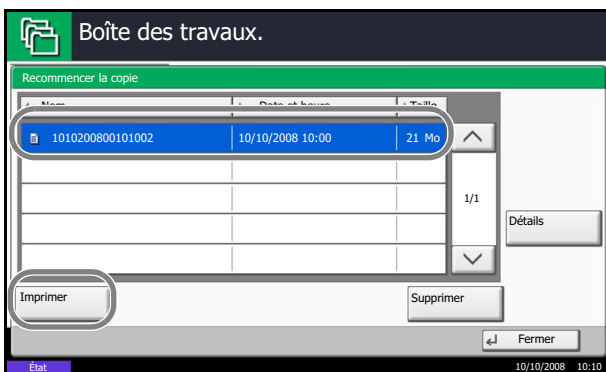 Boîte des travaux.
Recommencer la copie
Nom Date et heure Taille
1010200800101002 10/10/2008 10:00 21 Mo
1/1
Détails
Imprimer Supprimer
Fermer
État 10/10/2008 10:10